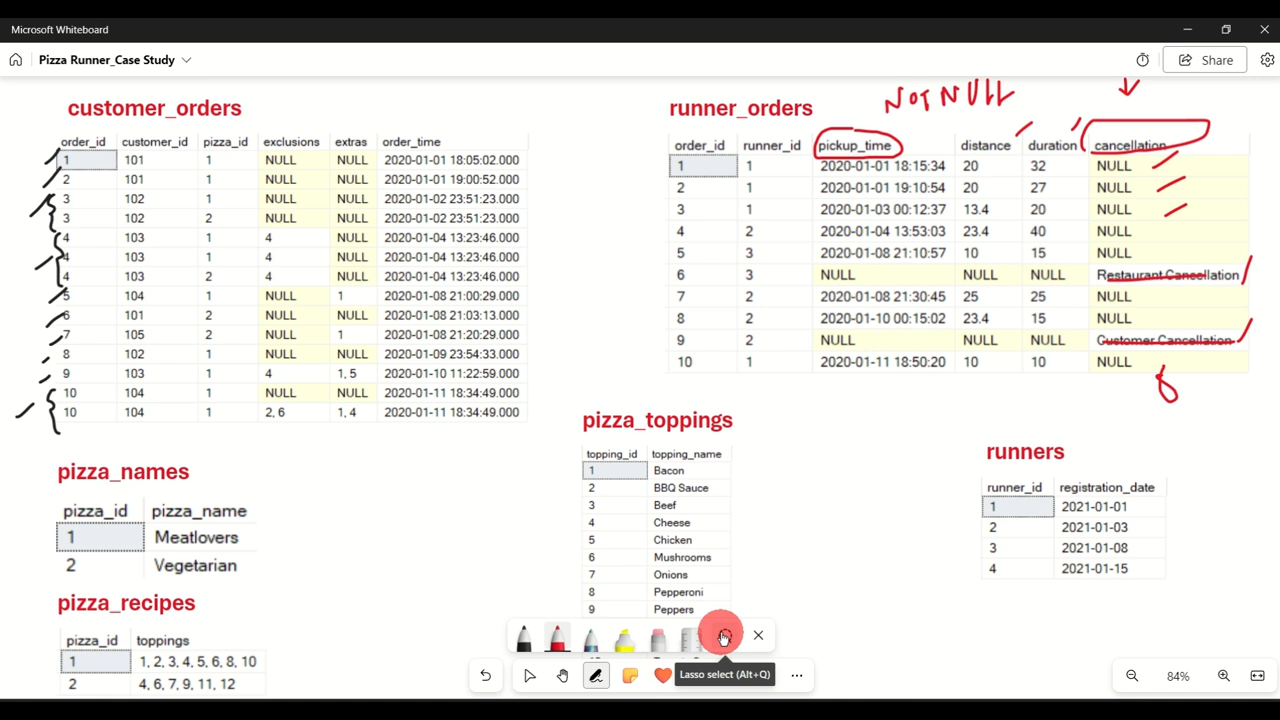 Microsoft Whiteboard
Pizza Runner_Case Study
Share
NOT NULL
customer_orders
order_id customer_id pizza_id exclusions extras order_time
1 101 1 NULL NULL 2020-01-01 18:05:02.000
2 101 1 NULL NULL 2020-01-01 19:00:52.000
3 102 1 NULL NULL 2020-01-02 23:51:23.000
3 102 2 NULL NULL 2020-01-02 23:51:23.000
4 103 1 4 NULL 2020-01-04 13:23:46.000
4 103 1 4 NULL 2020-01-04 13:23:46.000
4 103 2 4 NULL 2020-01-04 13:23:46.000
5 104 1 NULL 1 2020-01-08 21:00:29.000
6 101 2 NULL NULL 2020-01-08 21:03:13.000
7 105 2 NULL 1 2020-01-08 21:20:29.000
8 102 1 NULL NULL 2020-01-09 23:54:33.000
9 103 1 4 1, 5 2020-01-10 11:22:59.000
10 104 1 NULL NULL 2020-01-11 18:34:49.000
10 104 1 2, 6 1, 4 2020-01-11 18:34:49.000
runner_orders
order_id runner_id pickup_time distance duration cancellation
1 1 2020-01-01 18:15:34 20 32 NULL
2 1 2020-01-01 19:10:54 20 27 NULL
3 1 2020-01-03 00:12:37 13.4 20 NULL
4 2 2020-01-04 13:53:03 23.4 40 NULL
5 3 2020-01-08 21:10:57 10 15 NULL
6 3 NULL NULL NULL Restaurant Cancellation
7 2 2020-01-08 21:30:45 25 25 NULL
8 2 2020-01-10 00:15:02 23.4 15 NULL
9 2 NULL NULL NULL Customer Cancellation
10 1 2020-01-11 18:50:20 10 10 NULL
8
pizza_names
pizza_id pizza_name
1 Meatlovers
2 Vegetarian
pizza_recipes
pizza_id toppings
1 1, 2, 3, 4, 5, 6, 8, 10
2 4, 6, 7, 9, 11, 12
pizza_toppings
topping_id topping_name
1 Bacon
2 BBQ Sauce
3 Beef
4 Cheese
5 Chicken
6 Mushrooms
7 Onions
8 Pepperoni
9 Peppers
runners
runner_id registration_date
1 2021-01-01
2 2021-01-03
3 2021-01-08
4 2021-01-15
Lasso select (Alt+Q)
84%